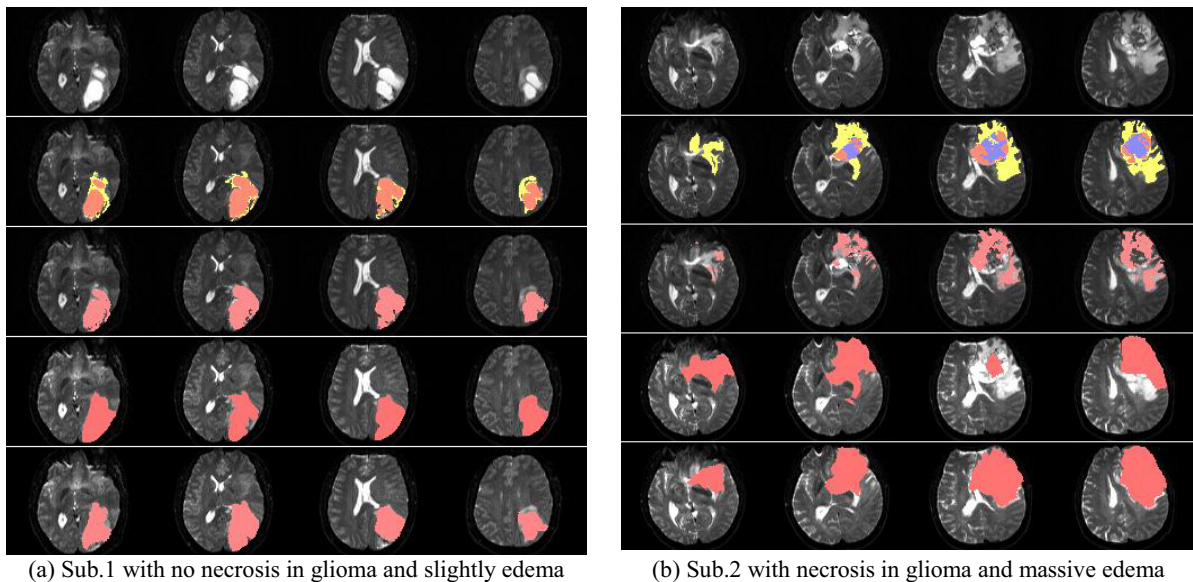 (a) Sub.1 with no necrosis in glioma and slightly edema
(b) Sub.2 with necrosis in glioma and massive edema